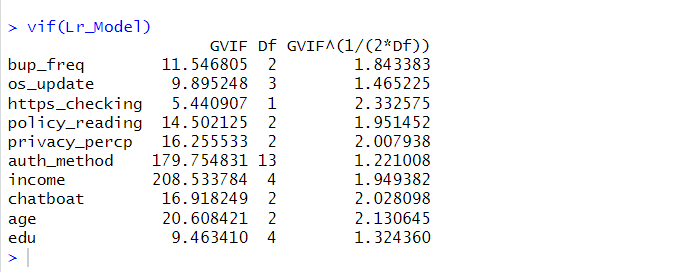 > vif(Lr_Model)
GVIF Df GVIF^(1/(2*Df))
bup_freq 11.546805 2 1.843383
os_update 9.895248 3 1.465225
https_checking 5.440907 1 2.332575
policy_reading 14.502125 2 1.951452
privacy_percp 16.255533 2 2.007938
auth_method 179.754831 13 1.221008
income 208.533784 4 1.949382
chatboat 16.918249 2 2.028098
age 20.608421 2 2.130645
edu 9.463410 4 1.324360
>